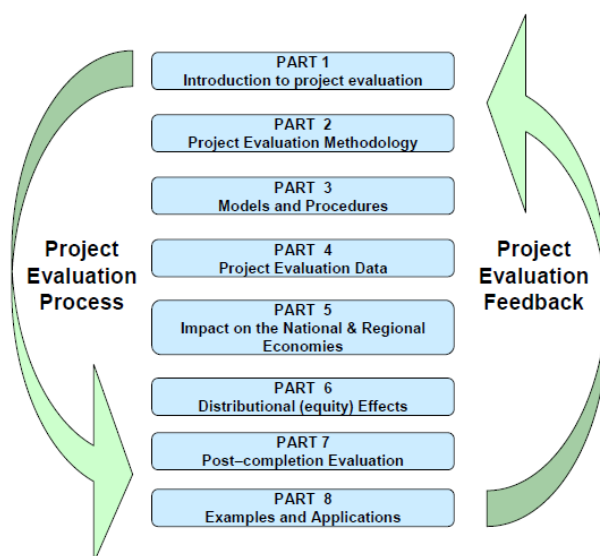 PART 1
Introduction to project evaluation
PART 2
Project Evaluation Methodology
PART 3
Models and Procedures
PART 4
Project Evaluation Data
PART 5
Impact on the National & Regional
Economies
PART 6
Distributional (equity) Effects
PART 7
Post–completion Evaluation
PART 8
Examples and Applications
Project
Evaluation
Process
Project
Evaluation
Feedback